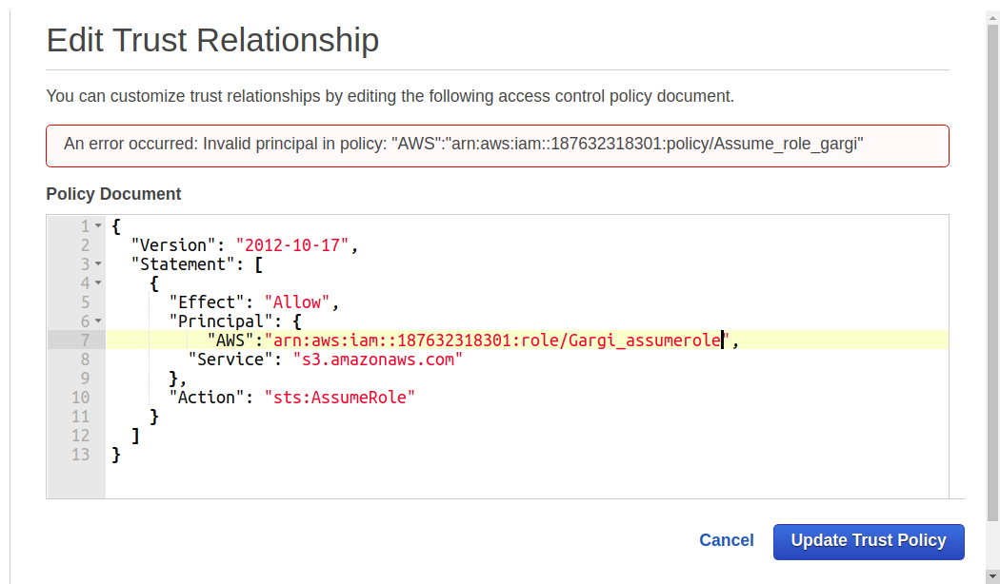 Edit Trust Relationship
You can customize trust relationships by editing the following access control policy document.
An error occurred: Invalid principal in policy: "AWS":"arn:aws:iam::187632318301:policy/Assume_role_gargi"
Policy Document
1 {
2 "Version": "2012-10-17",
3 "Statement": [
4 {
5 "Effect": "Allow",
6 "Principal": {
7 "AWS":"arn:aws:iam::187632318301:role/Gargi_assumerole",
8 "Service": "s3.amazonaws.com"
9 },
10 "Action": "sts:AssumeRole"
11 }
12 ]
13 }
Cancel Update Trust Policy